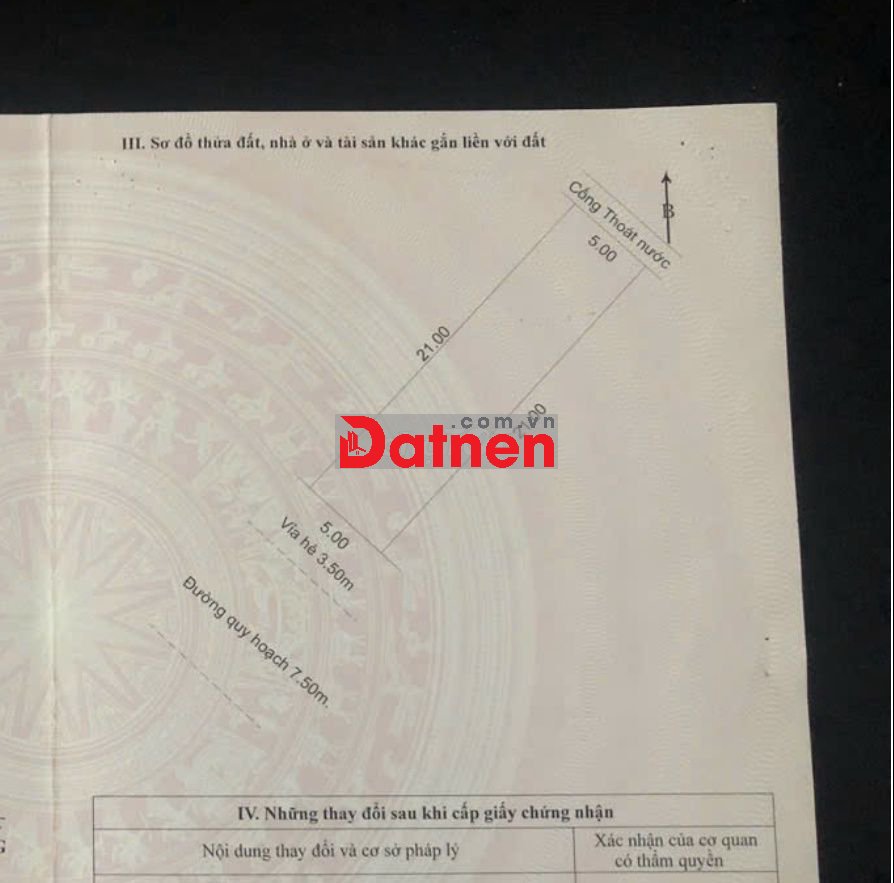 III. Sơ đồ thửa đất, nhà ở và tài sản khác gắn liền với đất
B
Cống Thoát nước
5.00
21.00
21.00
.com.vn
Datnen
5.00
Vỉa hè 3.50m
Đường quy hoạch 7.50m.
IV. Những thay đổi sau khi cấp giấy chứng nhận
Nội dung thay đổi và cơ sở pháp lý
Xác nhận của cơ quan
có thẩm quyền